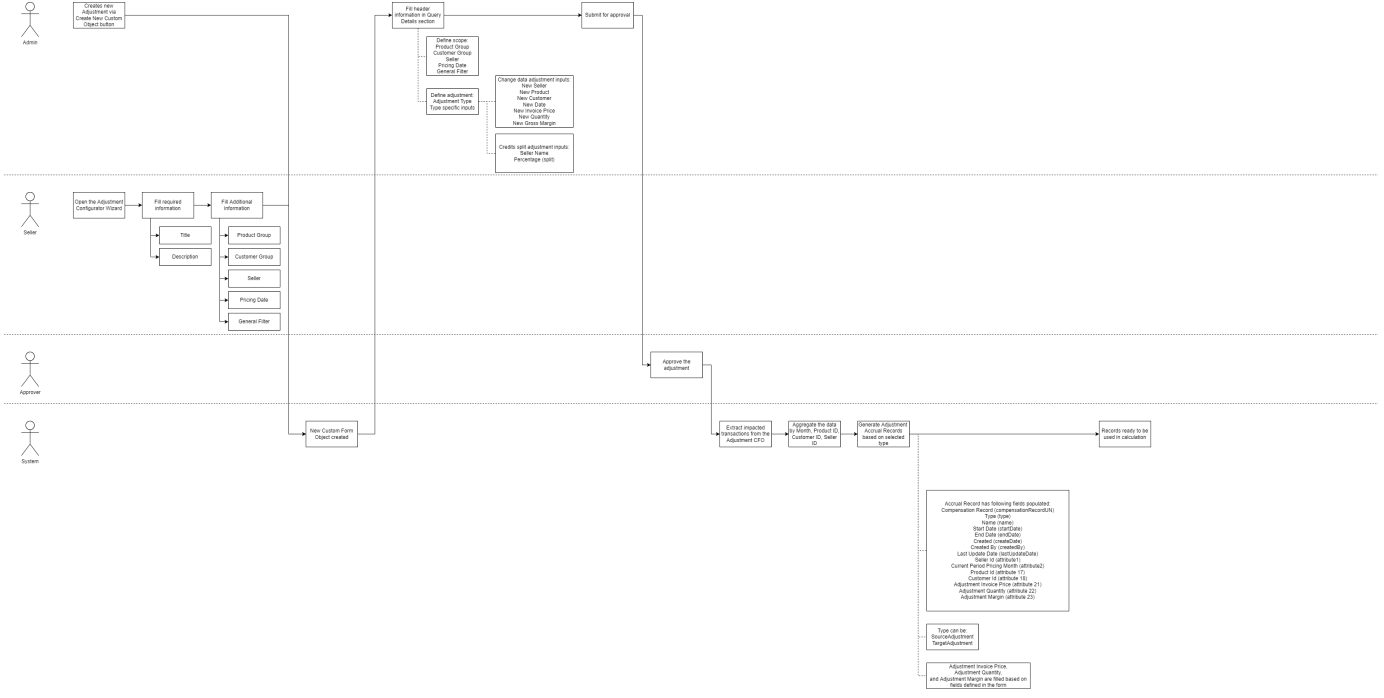 Admin
Creates new
Adjustment via
Create New Custom
Object button
Fill header
information in Query
Details section
Submit for approval
Define scope:
Product Group
Customer Group
Seller
Pricing Date
General Filter
Define adjustment:
Adjustment Type
Type specific inputs
Change data adjustment inputs:
New Seller
New Product
New Customer
New Date
New Invoice Price
New Quantity
New Gross Margin
Credits split adjustment inputs:
Seller Name
Percentage (split)
Seller
Open the Adjustment
Configurator Wizard
Fill required
information
Fill Additional
Information
Title
Description
Product Group
Customer Group
Seller
Pricing Date
General Filter
Approver
Approve the
adjustment
System
New Custom Form
Object created
Extract impacted
transactions from the
Adjustment CFO
Aggregate the data
by Month, Product ID,
Customer ID, Seller
ID
Generate Adjustment
Accrual Records
based on selected
type
Records ready to be
used in calculation
Accrual Record has following fields populated:
Compensation Record (compensationRecordUN)
Type (type)
Name (name)
Start Date (startDate)
End Date (endDate)
Created (createDate)
Created By (createdBy)
Last Update Date (lastUpdateDate)
Seller Id (attribute1)
Current Period Pricing Month (attribute2)
Product Id (attribute 17)
Customer Id (attribute 18)
Adjustment Invoice Price (attribute 21)
Adjustment Quantity (attribute 22)
Adjustment Margin (attribute 23)
Type can be:
SourceAdjustment
TargetAdjustment
Adjustment Invoice Price,
Adjustment Quantity,
and Adjustment Margin are filled based on
fields defined in the form